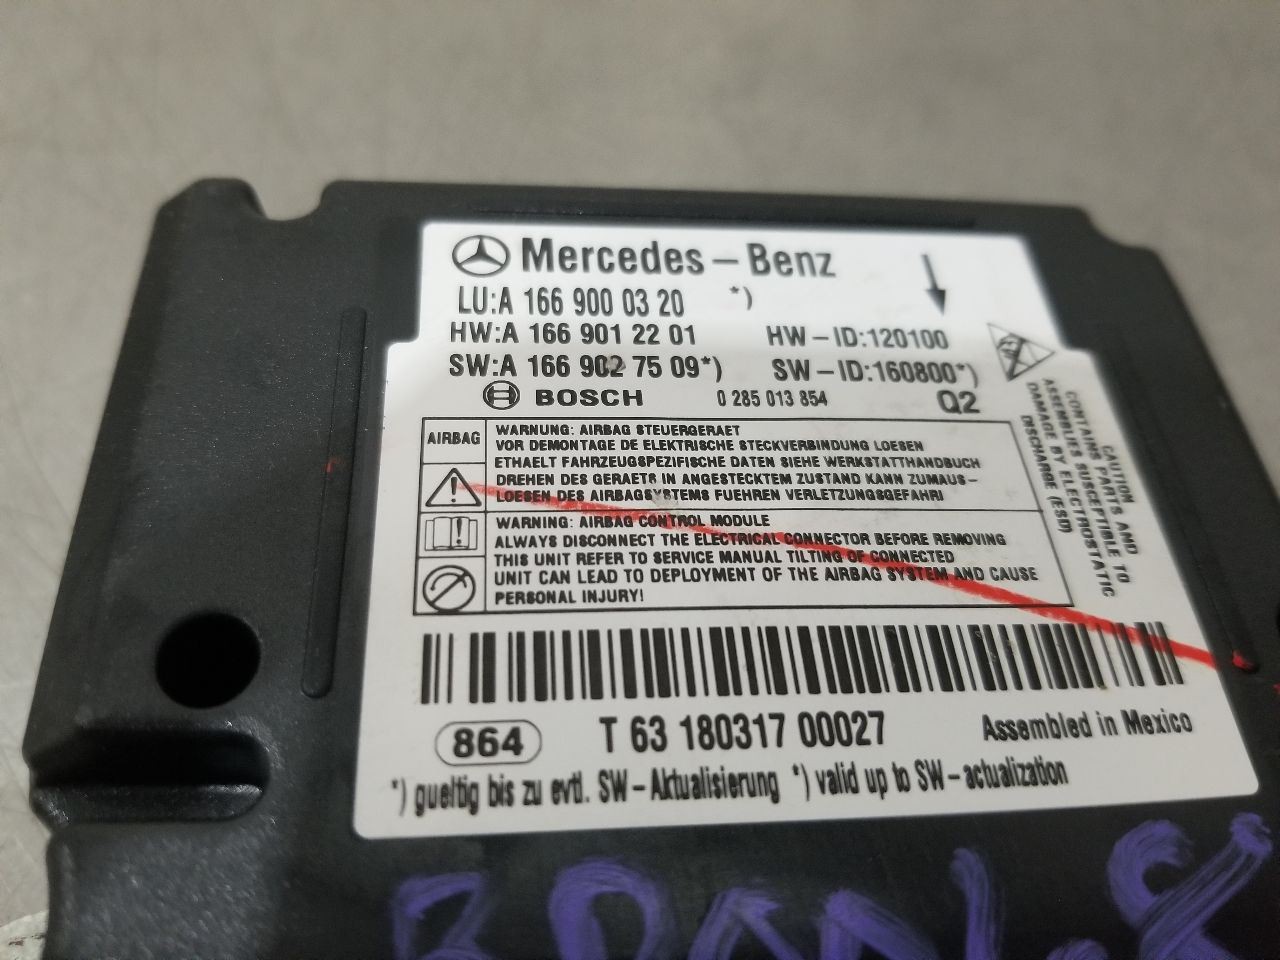 Mercedes-Benz
LU:A 166 900 03 20 *)
HW:A 166 901 22 01 HW-ID:120100
SW:A 166 902 75 09*) SW-ID:160800*)
BOSCH 0 285 013 854 Q2
AIRBAG
WARNUNG: AIRBAG STEUERGERAET
VOR DEMONTAGE DE ELEKTRISCHE STECKVERBINDUNG LOESEN
ETHAELT FAHRZEUGSPEZIFISCHE DATEN SIEHE WERKSTATTHANDBUCH
DREHEN DES GERAETS IN ANGESTECKTEM ZUSTAND KANN ZUMAUS-
LOESEN DES AIRBAGSYSTEMS FUEHREN VERLETZUNGSGEFAHR!
WARNING: AIRBAG CONTROL MODULE
ALWAYS DISCONNECT THE ELECTRICAL CONNECTOR BEFORE REMOVING
THIS UNIT REFER TO SERVICE MANUAL TILTING OF CONNECTED
UNIT CAN LEAD TO DEPLOYMENT OF THE AIRBAG SYSTEM AND CAUSE
PERSONAL INJURY!
CAUTION
CONTAINS PARTS AND
ASSEMBLIES SUSCEPTIBLE TO
DAMAGE BY ELECTROSTATIC
DISCHARGE (ESD)
864 T 63 180317 00027 Assembled in Mexico
*) gueltig bis zu evtl. SW-Aktualisierung *) valid up to SW-actualization